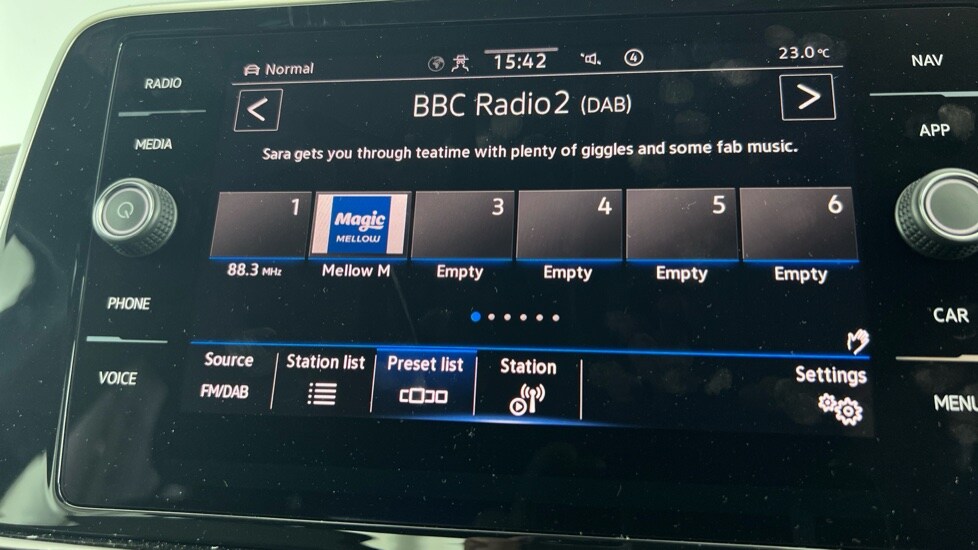 RADIO
MEDIA
PHONE
VOICE
Normal
15:42
4
23.0 °C
BBC Radio2 (DAB)
Sara gets you through teatime with plenty of giggles and some fab music.
1
Magic
MELLOW
3
4
5
6
88.3 MHz
Mellow M
Empty
Empty
Empty
Empty
Source
FM/DAB
Station list
Preset list
Station
Settings
NAV
APP
CAR
MENU